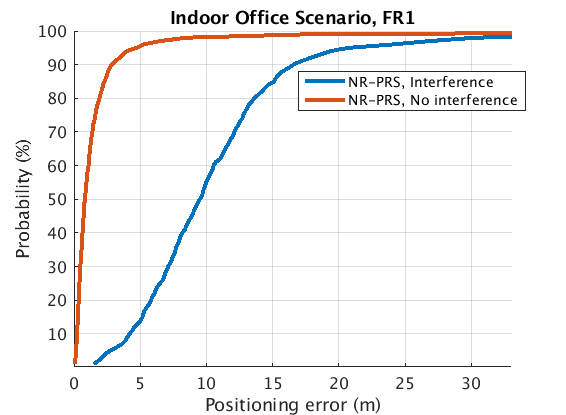 Indoor Office Scenario, FR1
100
90
80
70
60
50
40
30
20
10
Probability (%)
NR-PRS, Interference
NR-PRS, No interference
0 5 10 15 20 25 30
Positioning error (m)